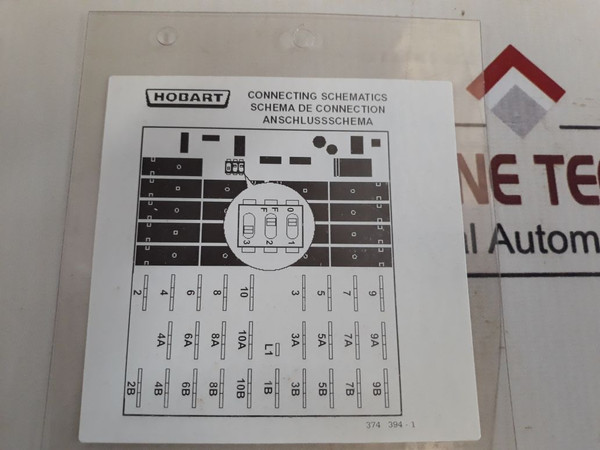 HOBART
CONNECTING SCHEMATICS
SCHEMA DE CONNECTION
ANSCHLUSSSCHEMA
O F F
1 2 3
2 4 6 8 10 3 5 7 9
4A 6A 8A 10A L1 3A 5A 7A 9A
2B 4B 6B 8B 10B 1B 3B 5B 7B 9B
374 394 - 1
NE TE
al Autom